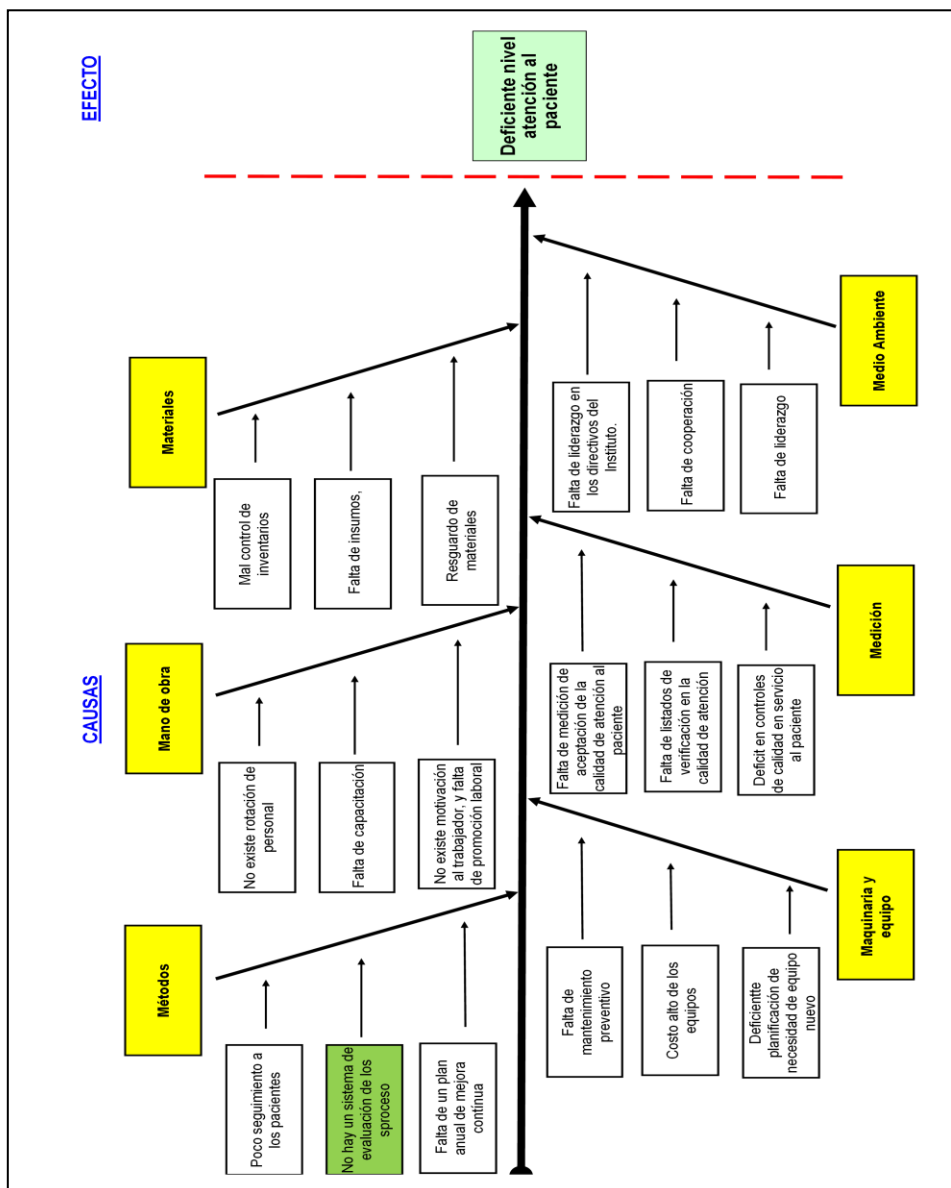 CAUSAS
EFECTO
Métodos
Poco seguimiento a
los pacientes
No hay un sistema de
evaluación de los
sproceso
Falta de un plan
anual de mejora
contínua
Mano de obra
No existe rotación de
personal
Falta de capacitación
No existe motivación
al trabajador, y falta
de promoción laboral
Materiales
Mal control de
inventarios
Falta de insumos,
Resguardo de
materiales
Deficiente nivel
atención al
paciente
Falta de
mantenimiento
preventivo
Costo alto de los
equipos
Deficientte
planificación de
necesidad de equipo
nuevo
Maquinaria y
equipo
Falta de medición de
aceptación de la
calidad de atención al
paciente
Falta de listados de
verificación en la
calidad de atención
Deficit en controles
de calidad en servicio
al paciente
Medición
Falta de liderazgo en
los directivos del
Instituto.
Falta de cooperación
Falta de liderazgo
Medio Ambiente